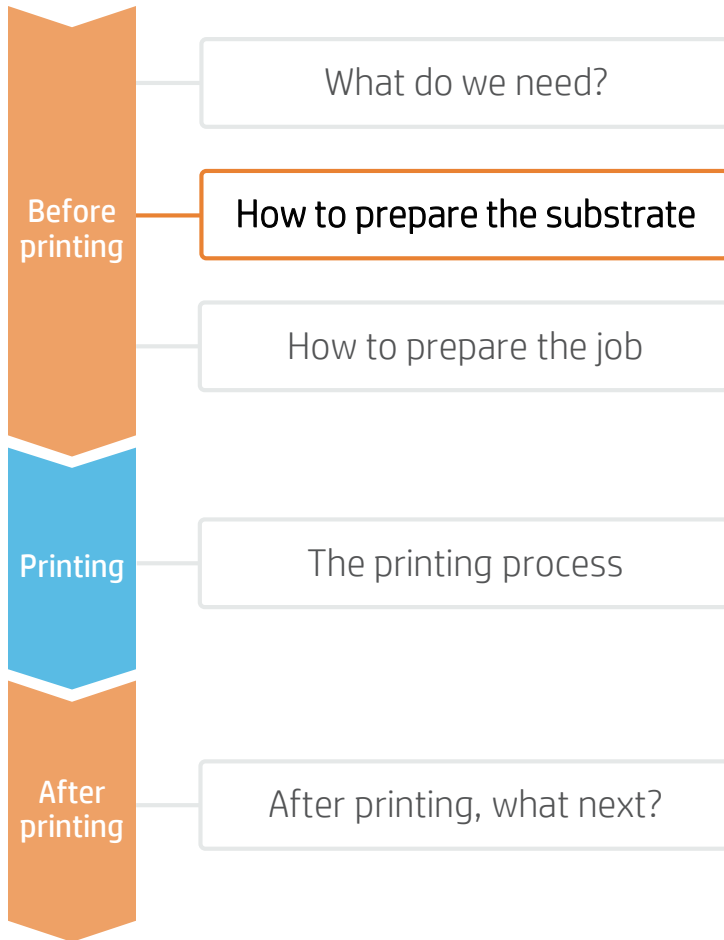 What do we need?
Before
printing
How to prepare the substrate
How to prepare the job
Printing
The printing process
After
printing
After printing, what next?